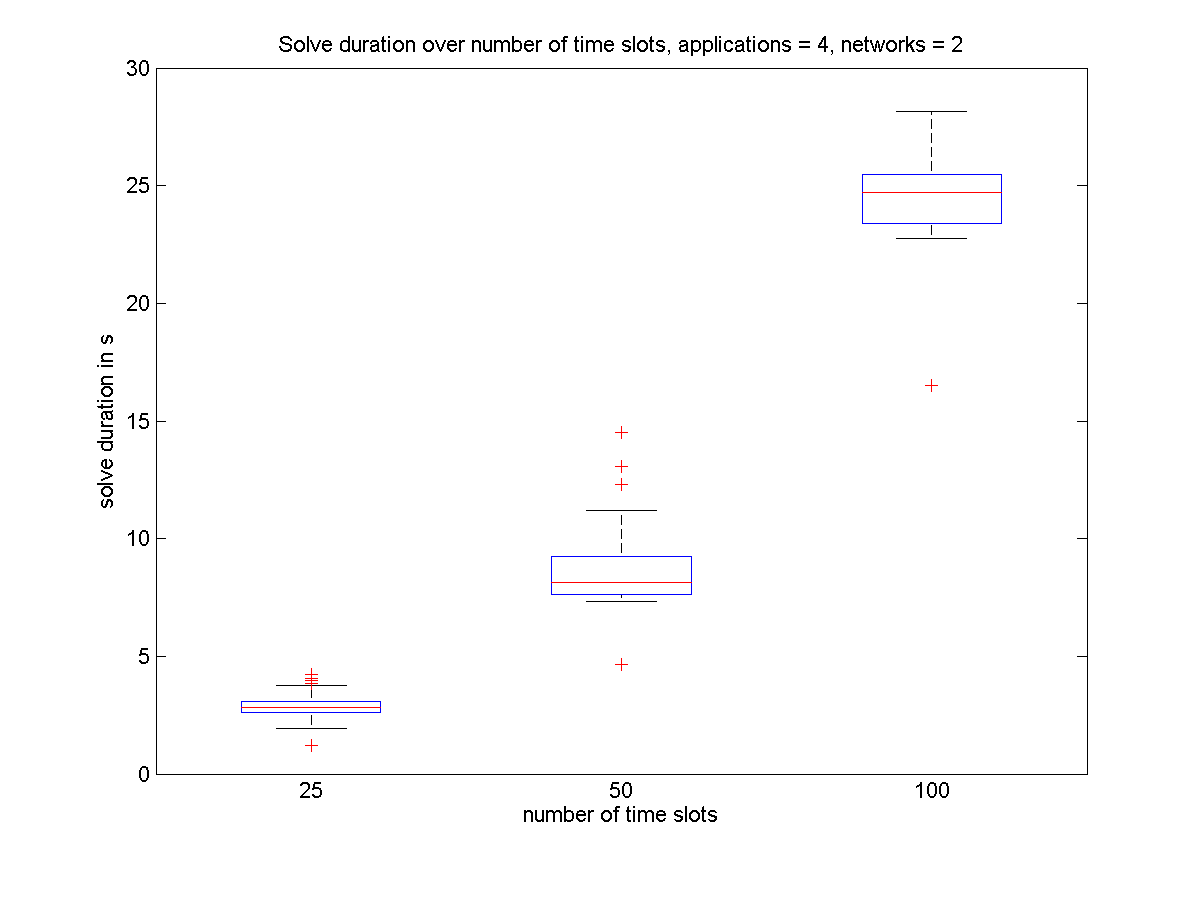 Solve duration over number of time slots, applications = 4, networks = 2
30
25
20
15
10
5
0
solve duration in s
25 50 100
number of time slots